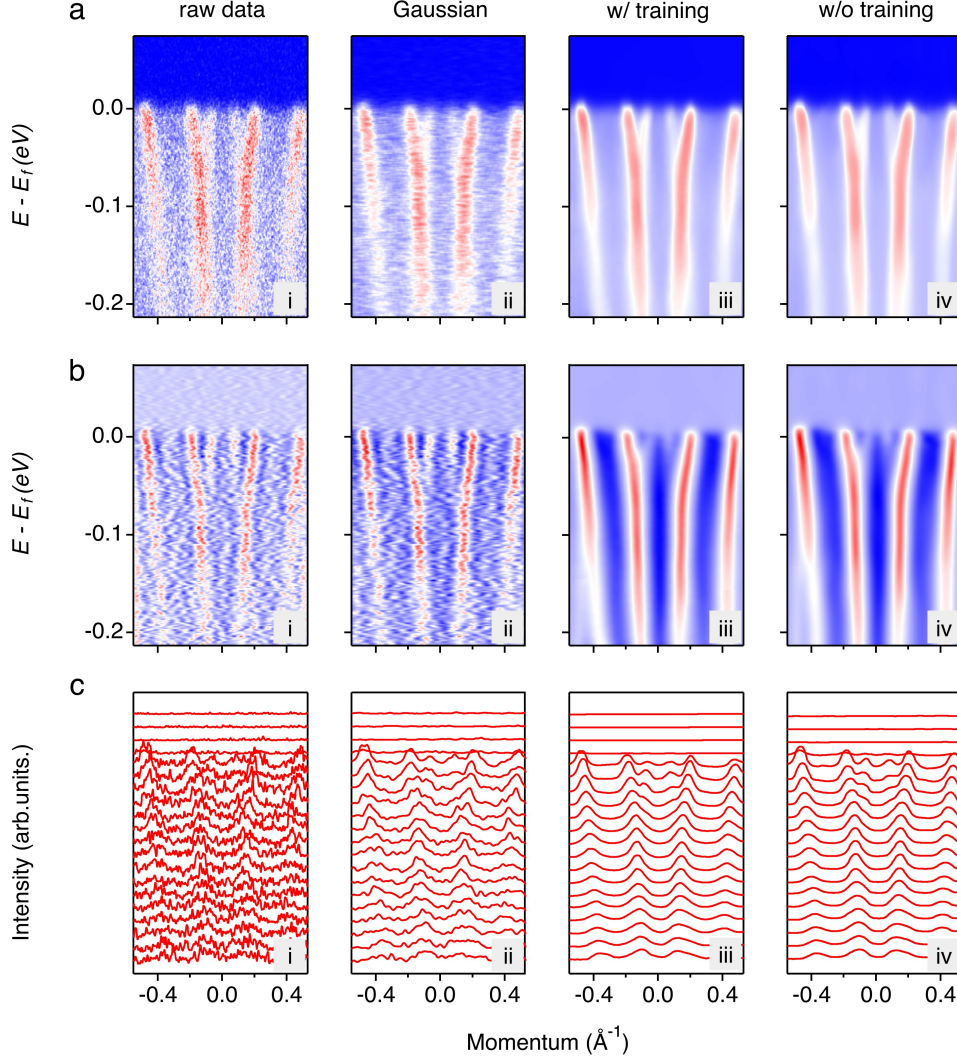 a raw data Gaussian w/ training w/o training
E - E_f (eV)
0.0
-0.1
-0.2
i ii iii iv
b
E - E_f (eV)
0.0
-0.1
-0.2
i ii iii iv
c
Intensity (arb.units.)
i ii iii iv
-0.4 0.0 0.4 -0.4 0.0 0.4 -0.4 0.0 0.4 -0.4 0.0 0.4
Momentum (Å⁻¹)